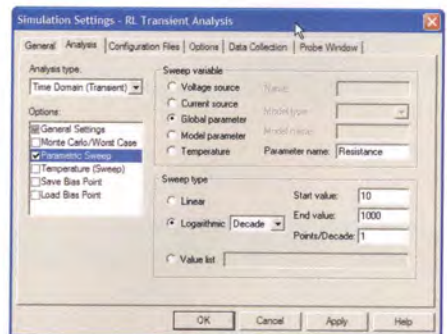 Simulation Settings - RL Transient Analysis
General Analysis Configuration Files Options Data Collection Probe Window
Analysis type:
Time Domain (Transient)
Options:
General Settings
Monte Carlo/Worst Case
Parametric Sweep
Temperature (Sweep)
Save Bias Point
Load Bias Point
Sweep variable
Voltage source Name:
Current source Model type:
Global parameter
Model parameter Model name:
Temperature Parameter name: Resistance
Sweep type
Linear
Logarithmic Decade
Start value: 10
End value: 1000
Points/Decade: 1
Value list
OK Cancel Apply Help